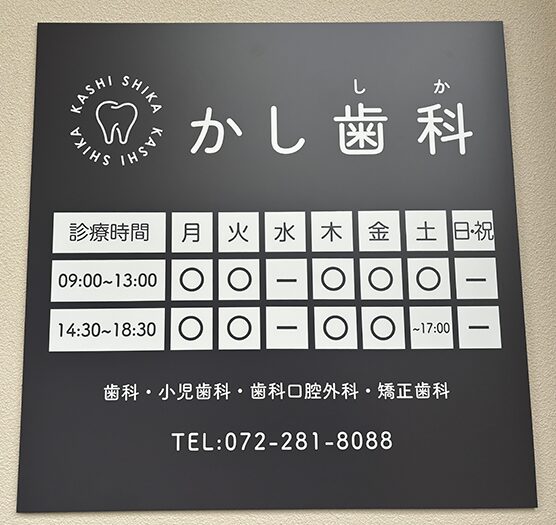 KASHI SHIKA KASHI SHIKA
しか
かし歯科
診療時間 月 火 水 木 金 土 日・祝
09:00~13:00 〇 〇 ー 〇 〇 〇 ー
14:30~18:30 〇 〇 ー 〇 〇 ~17:00 ー
歯科・小児歯科・歯科口腔外科・矯正歯科
TEL:072-281-8088